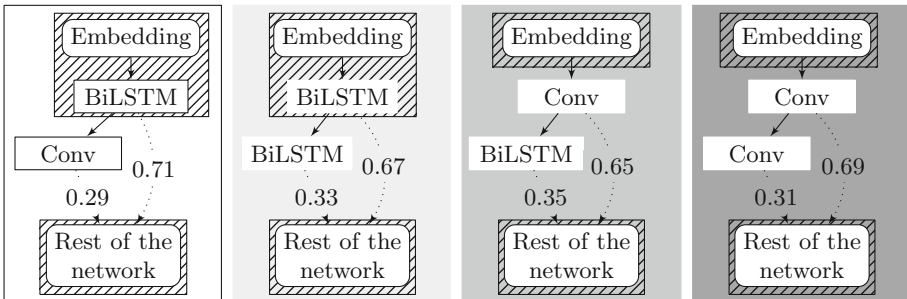 Embedding
BiLSTM
Conv
0.29
0.71
Rest of the
network
Embedding
BiLSTM
BiLSTM
0.33
0.67
Rest of the
network
Embedding
Conv
BiLSTM
0.35
0.65
Rest of the
network
Embedding
Conv
Conv
0.31
0.69
Rest of the
network